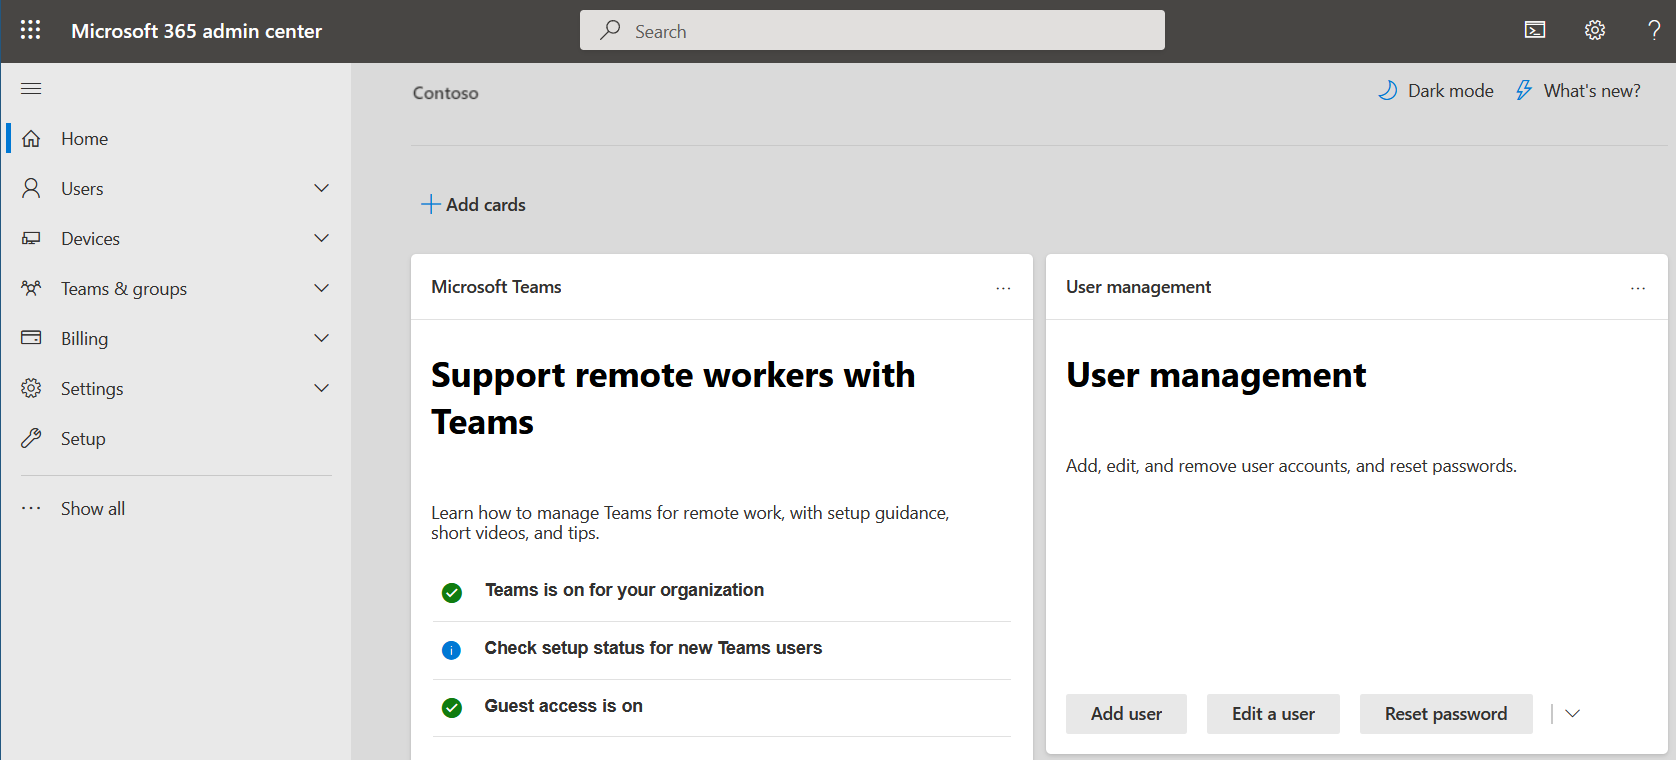 Microsoft 365 admin center
Search
?
Contoso
Dark mode
What's new?
Home
Users
Devices
Teams & groups
Billing
Settings
Setup
Show all
Add cards
Microsoft Teams
Support remote workers with
Teams
Learn how to manage Teams for remote work, with setup guidance,
short videos, and tips.
Teams is on for your organization
Check setup status for new Teams users
Guest access is on
User management
User management
Add, edit, and remove user accounts, and reset passwords.
Add user
Edit a user
Reset password